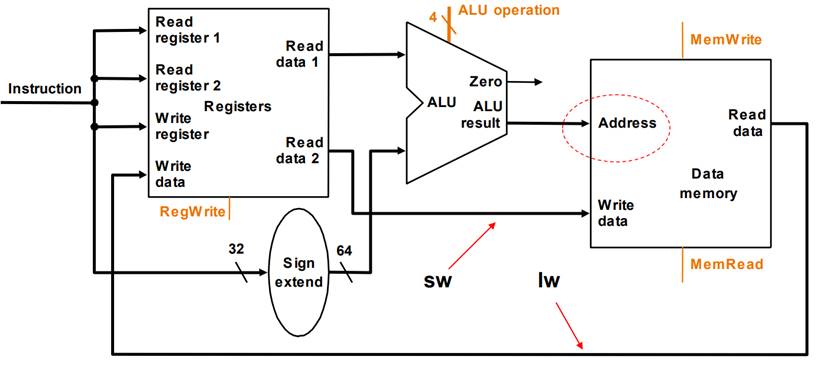 Instruction
Read
register 1
Read
register 2
Write
register
Write
data
Registers
Read
data 1
Read
data 2
RegWrite
32
Sign
extend
64
4
ALU operation
ALU
Zero
ALU
result
MemWrite
Address
Read
data
Data
memory
Write
data
MemRead
sw
lw